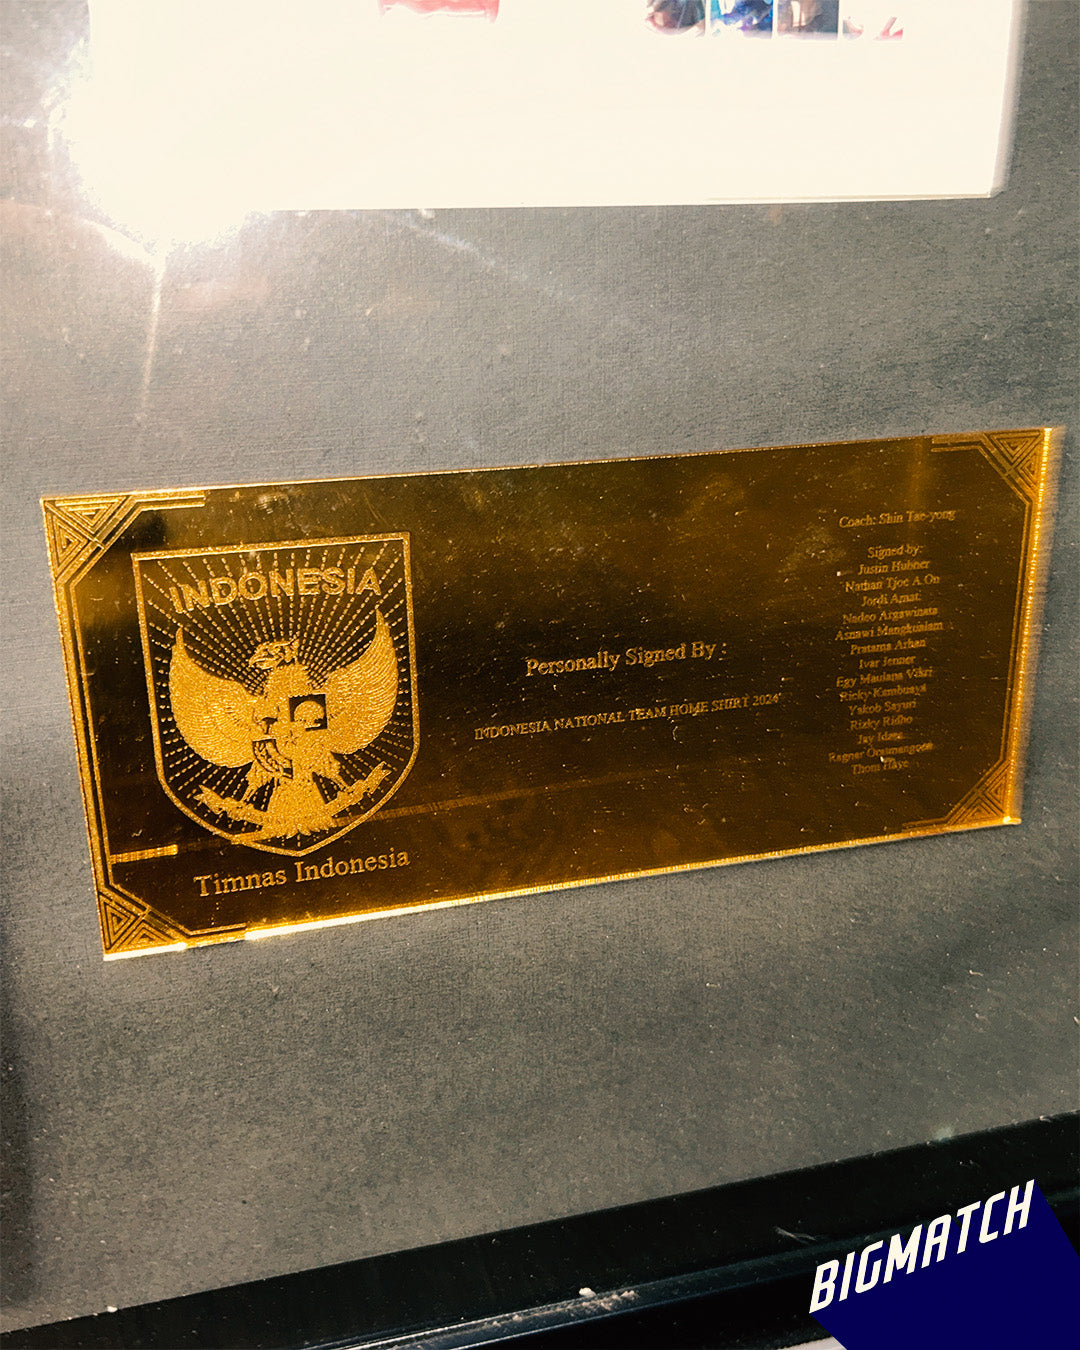 INDONESIA
Timnas Indonesia
Personally Signed By :
INDONESIA NATIONAL TEAM HOME SHIRT 2024
Coach: Shin Tae-yong
Signed by:
Justin Hubner
Nathan Tjoe A On
Jordi Amat
Nadeo Argawinata
Asnawi Mangkualam
Pratama Arhan
Ivar Jenner
Egy Maulana Vikri
Ricky Kambuaya
Yakob Sayuri
Rizky Ridho
Jay Idzes
Ragnar Oratmangoen
Thom Haye
BIGMATCH